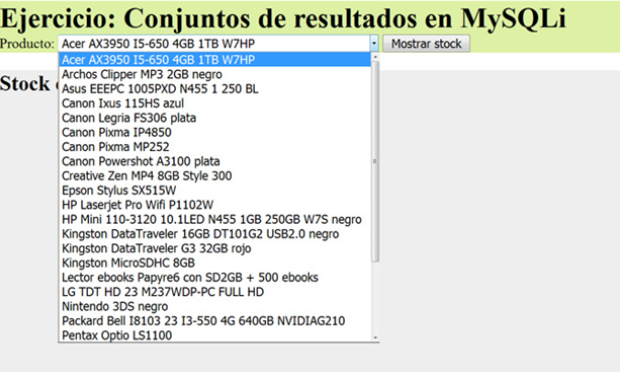 Ejercicio: Conjuntos de resultados en MySQLi
Producto: Acer AX3950 I5-650 4GB 1TB W7HP Mostrar stock
Acer AX3950 I5-650 4GB 1TB W7HP
Archos Clipper MP3 2GB negro
Stock
Asus EEEPC 1005PXD N455 1 250 BL
Canon Ixus 115HS azul
Canon Legria FS306 plata
Canon Pixma IP4850
Canon Pixma MP252
Canon Powershot A3100 plata
Creative Zen MP4 8GB Style 300
Epson Stylus SX515W
HP Laserjet Pro Wifi P1102W
HP Mini 110-3120 10.1LED N455 1GB 250GB W7S negro
Kingston DataTraveler 16GB DT101G2 USB2.0 negro
Kingston DataTraveler G3 32GB rojo
Kingston MicroSDHC 8GB
Lector ebooks Papyre6 con SD2GB + 500 ebooks
LG TDT HD 23 M237WDP-PC FULL HD
Nintendo 3DS negro
Packard Bell I8103 23 I3-550 4G 640GB NVIDIAG210
Pentax Optio LS1100